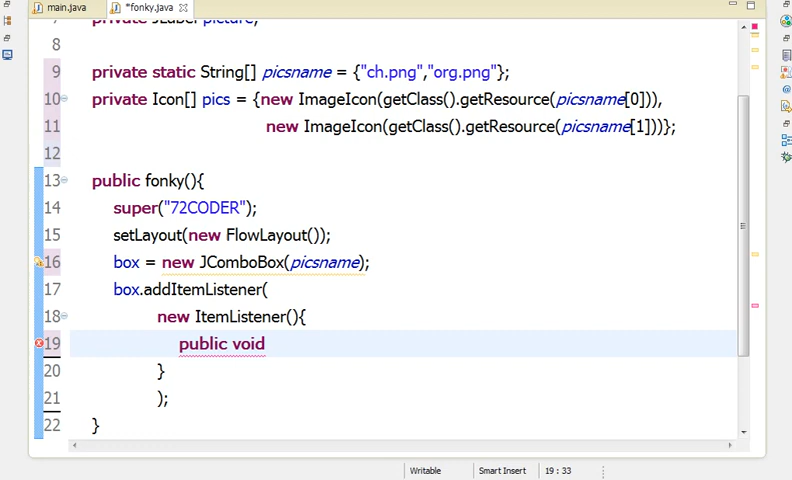 main.java *fonky.java
7 private JLabel picture;
8
9 private static String[] picsname = {"ch.png","org.png"};
10 private Icon[] pics = {new ImageIcon(getClass().getResource(picsname[0])),
11 new ImageIcon(getClass().getResource(picsname[1]))};
12
13 public fonky(){
14 super("72CODER");
15 setLayout(new FlowLayout());
16 box = new JComboBox(picsname);
17 box.addItemListener(
18 new ItemListener(){
19 public void
20 }
21 );
22 }
Writable Smart Insert 19 : 33